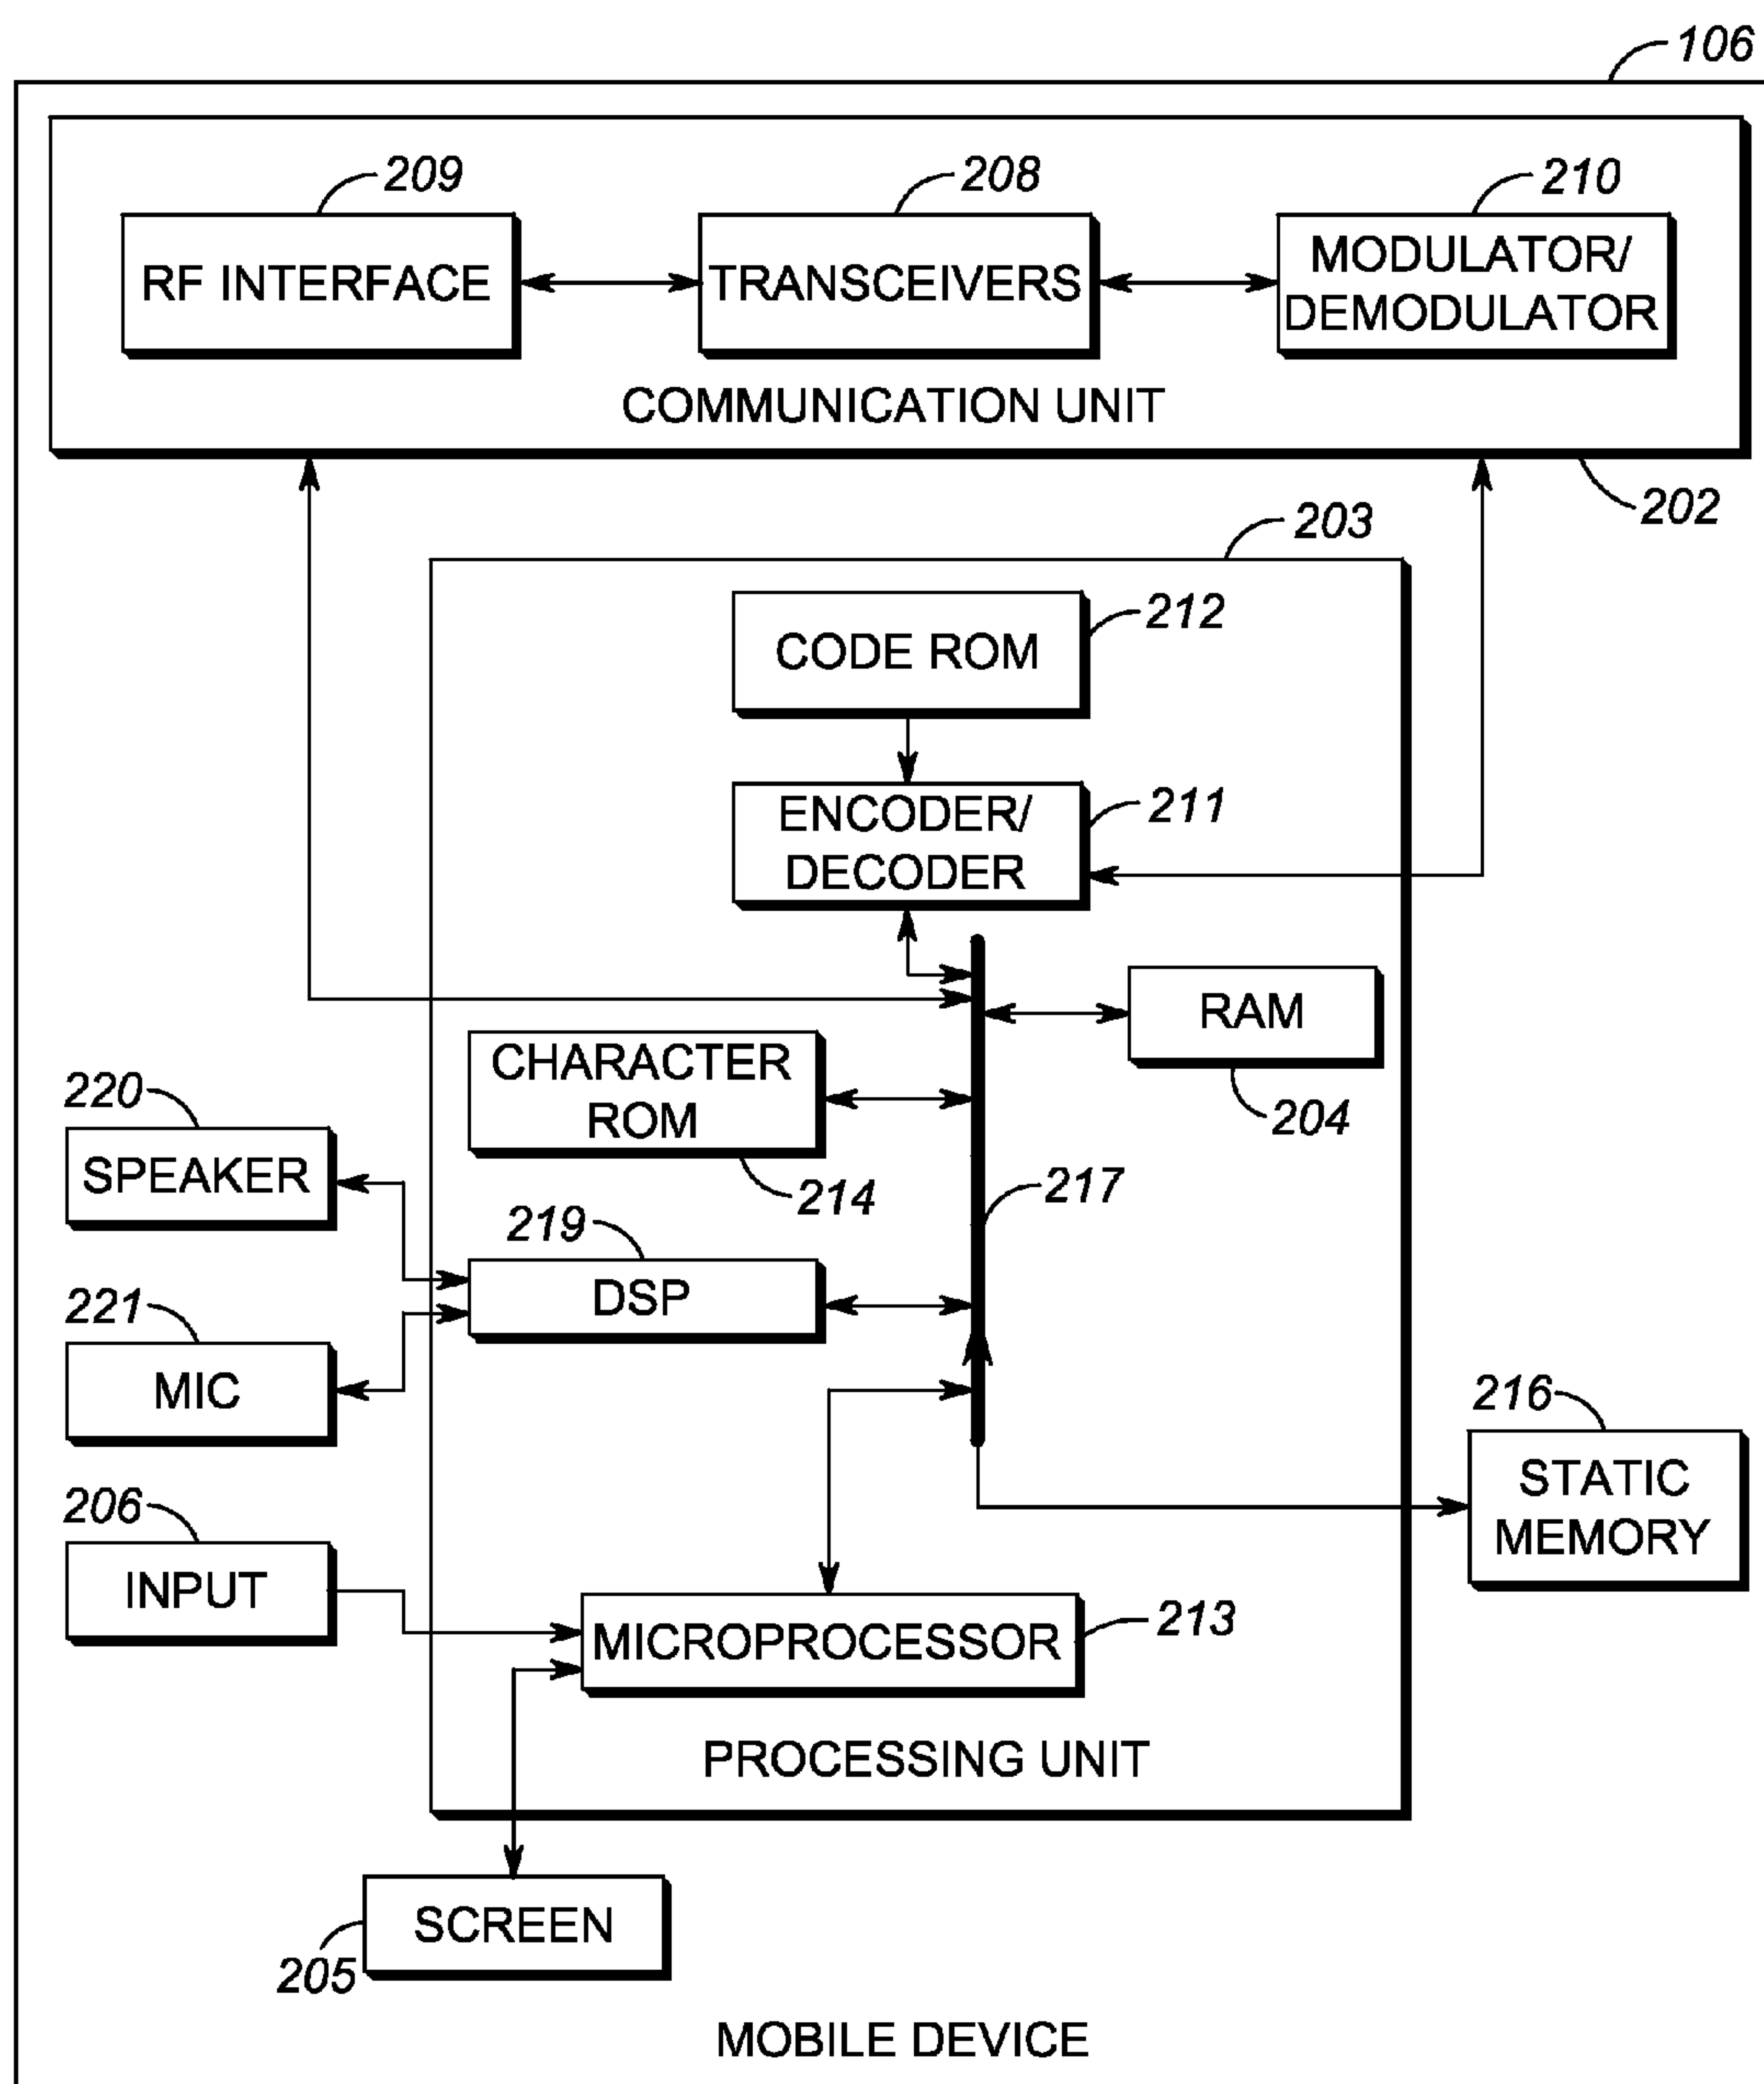 106
209
208
210
RF INTERFACE
TRANSCEIVERS
MODULATOR/
DEMODULATOR
COMMUNICATION UNIT
202
203
212
CODE ROM
211
ENCODER/
DECODER
RAM
204
CHARACTER
ROM
214
217
220
SPEAKER
219
DSP
221
MIC
216
STATIC
MEMORY
206
INPUT
213
MICROPROCESSOR
PROCESSING UNIT
SCREEN
205
MOBILE DEVICE